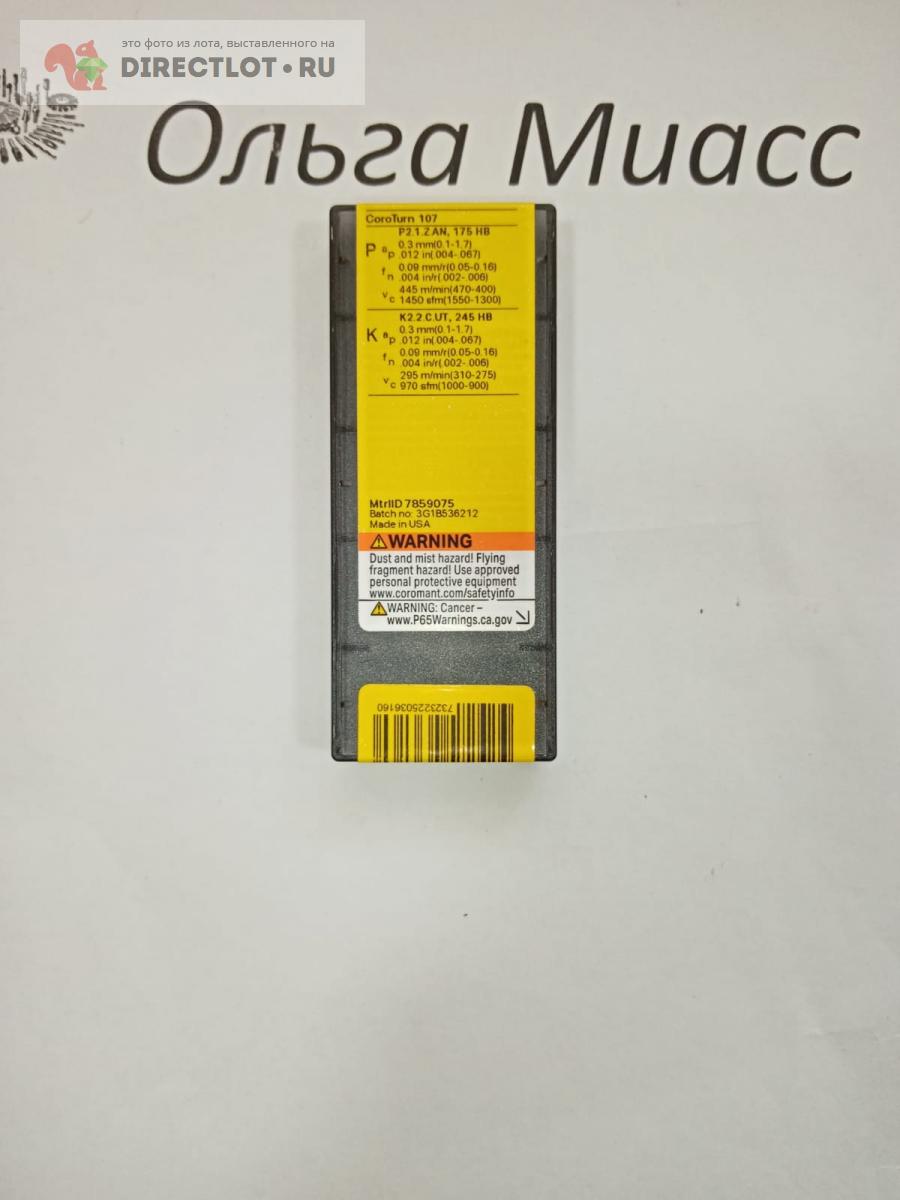 это фото из лота, выставленного на
DIRECTLOT•RU
Ольга Миасс
CoroTurn 107
P2.1.Z.AN, 175 HB
P ap 0.3 mm(0.1-1.7)
.012 in(.004-.067)
fn 0.09 mm/r(0.05-0.16)
.004 in/r(.002-.006)
vc 445 m/min(470-400)
1450 sfm(1550-1300)
K2.2.C.UT, 245 HB
K ap 0.3 mm(0.1-1.7)
.012 in(.004-.067)
fn 0.09 mm/r(0.05-0.16)
.004 in/r(.002-.006)
vc 295 m/min(310-275)
970 sfm(1000-900)
MtrlID 7859075
Batch no: 3G1B536212
Made in USA
WARNING
Dust and mist hazard! Flying
fragment hazard! Use approved
personal protective equipment
www.coromant.com/safetyinfo
WARNING: Cancer –
www.P65Warnings.ca.gov
7323225036160